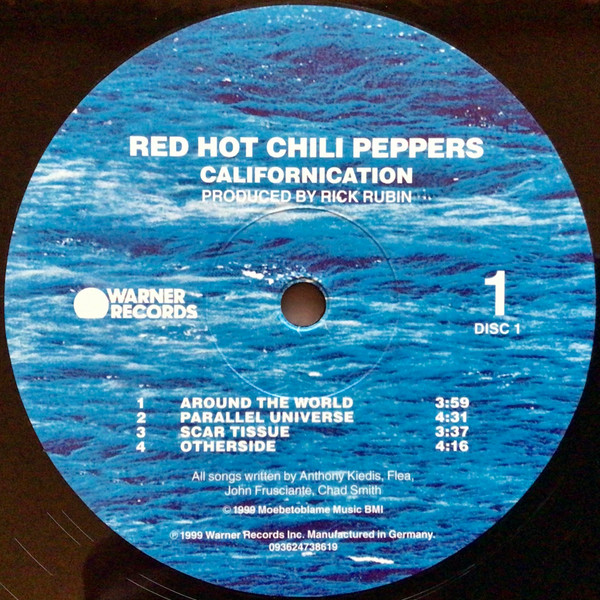 RED HOT CHILI PEPPERS
CALIFORNICATION
PRODUCED BY RICK RUBIN
WARNER
RECORDS
1
DISC 1
1 AROUND THE WORLD 3:59
2 PARALLEL UNIVERSE 4:31
3 SCAR TISSUE 3:37
4 OTHERSIDE 4:16
All songs written by Anthony Kiedis, Flea,
John Frusciante, Chad Smith
© 1999 Moebetoblame Music BMI
℗ 1999 Warner Records Inc. Manufactured in Germany.
093624738619